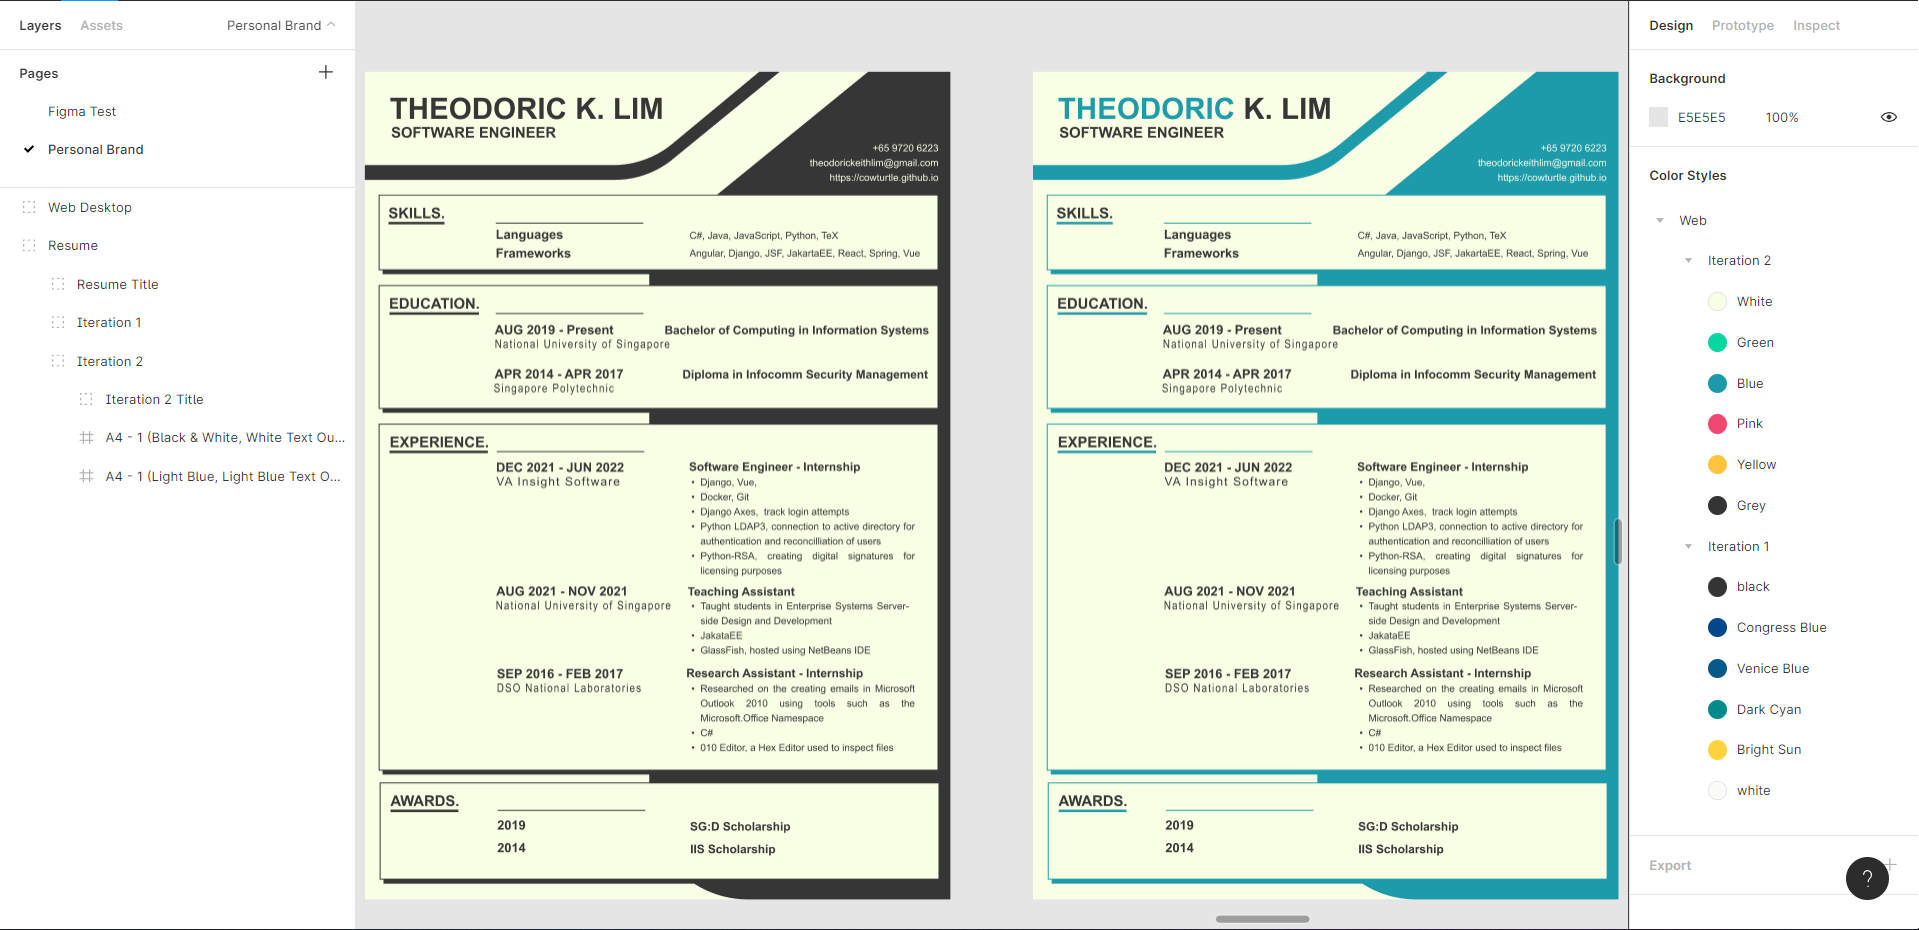 Layers Assets Personal Brand
Pages
Figma Test
Personal Brand
Web Desktop
Resume
Resume Title
Iteration 1
Iteration 2
Iteration 2 Title
A4 - 1 (Black & White, White Text Ou...
A4 - 1 (Light Blue, Light Blue Text O...
THEODORIC K. LIM
SOFTWARE ENGINEER
+65 9720 6223
theodorickeithlim@gmail.com
https://cowturtle.github.io
SKILLS.
Languages C#, Java, JavaScript, Python, TeX
Frameworks Angular, Django, JSF, JakartaEE, React, Spring, Vue
EDUCATION.
AUG 2019 - Present Bachelor of Computing in Information Systems
National University of Singapore
APR 2014 - APR 2017 Diploma in Infocomm Security Management
Singapore Polytechnic
EXPERIENCE.
DEC 2021 - JUN 2022 Software Engineer - Internship
VA Insight Software
• Django, Vue,
• Docker, Git
• Django Axes, track login attempts
• Python LDAP3, connection to active directory for
authentication and reconcilliation of users
• Python-RSA, creating digital signatures for
licensing purposes
AUG 2021 - NOV 2021 Teaching Assistant
National University of Singapore
• Taught students in Enterprise Systems Server-
side Design and Development
• JakataEE
• GlassFish, hosted using NetBeans IDE
SEP 2016 - FEB 2017 Research Assistant - Internship
DSO National Laboratories
• Researched on the creating emails in Microsoft
Outlook 2010 using tools such as the
Microsoft.Office Namespace
• C#
• 010 Editor, a Hex Editor used to inspect files
AWARDS.
2019 SG:D Scholarship
2014 IIS Scholarship
THEODORIC K. LIM
SOFTWARE ENGINEER
+65 9720 6223
theodorickeithlim@gmail.com
https://cowturtle.github.io
SKILLS.
Languages C#, Java, JavaScript, Python, TeX
Frameworks Angular, Django, JSF, JakartaEE, React, Spring, Vue
EDUCATION.
AUG 2019 - Present Bachelor of Computing in Information Systems
National University of Singapore
APR 2014 - APR 2017 Diploma in Infocomm Security Management
Singapore Polytechnic
EXPERIENCE.
DEC 2021 - JUN 2022 Software Engineer - Internship
VA Insight Software
• Django, Vue,
• Docker, Git
• Django Axes, track login attempts
• Python LDAP3, connection to active directory for
authentication and reconcilliation of users
• Python-RSA, creating digital signatures for
licensing purposes
AUG 2021 - NOV 2021 Teaching Assistant
National University of Singapore
• Taught students in Enterprise Systems Server-
side Design and Development
• JakataEE
• GlassFish, hosted using NetBeans IDE
SEP 2016 - FEB 2017 Research Assistant - Internship
DSO National Laboratories
• Researched on the creating emails in Microsoft
Outlook 2010 using tools such as the
Microsoft.Office Namespace
• C#
• 010 Editor, a Hex Editor used to inspect files
AWARDS.
2019 SG:D Scholarship
2014 IIS Scholarship
Design Prototype Inspect
Background
E5E5E5 100%
Color Styles
Web
Iteration 2
White
Green
Blue
Pink
Yellow
Grey
Iteration 1
black
Congress Blue
Venice Blue
Dark Cyan
Bright Sun
white
Export
?